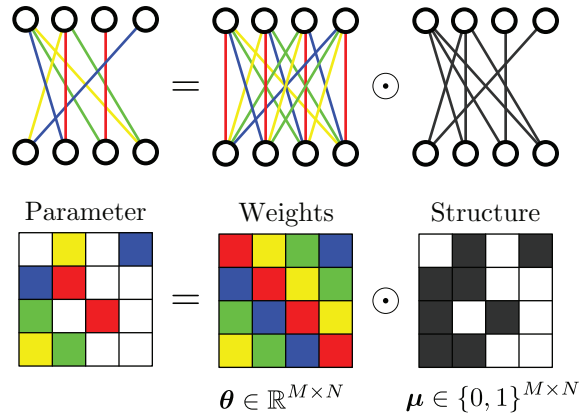 = ⊙
Parameter Weights Structure
= ⊙
θ ∈ ℝ^{M×N} μ ∈ {0, 1}^{M×N}